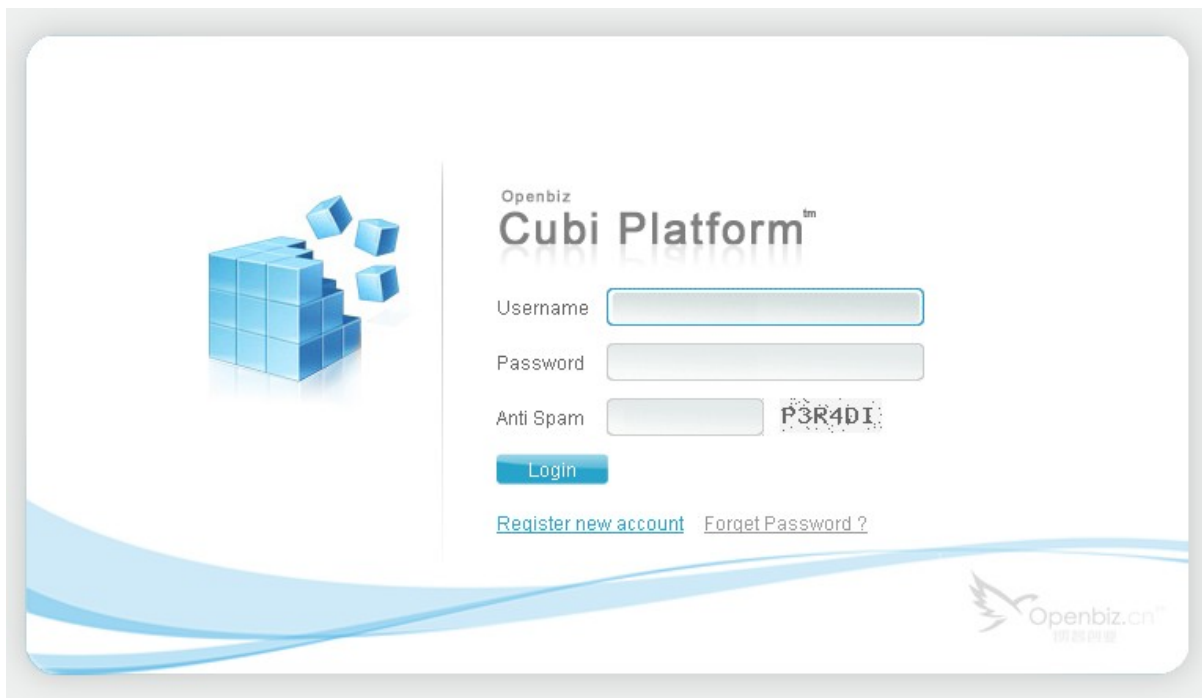 Openbiz
Cubi Platform™
Username
Password
Anti Spam P3R4DI
Login
Register new account Forget Password ?
Openbiz.cn